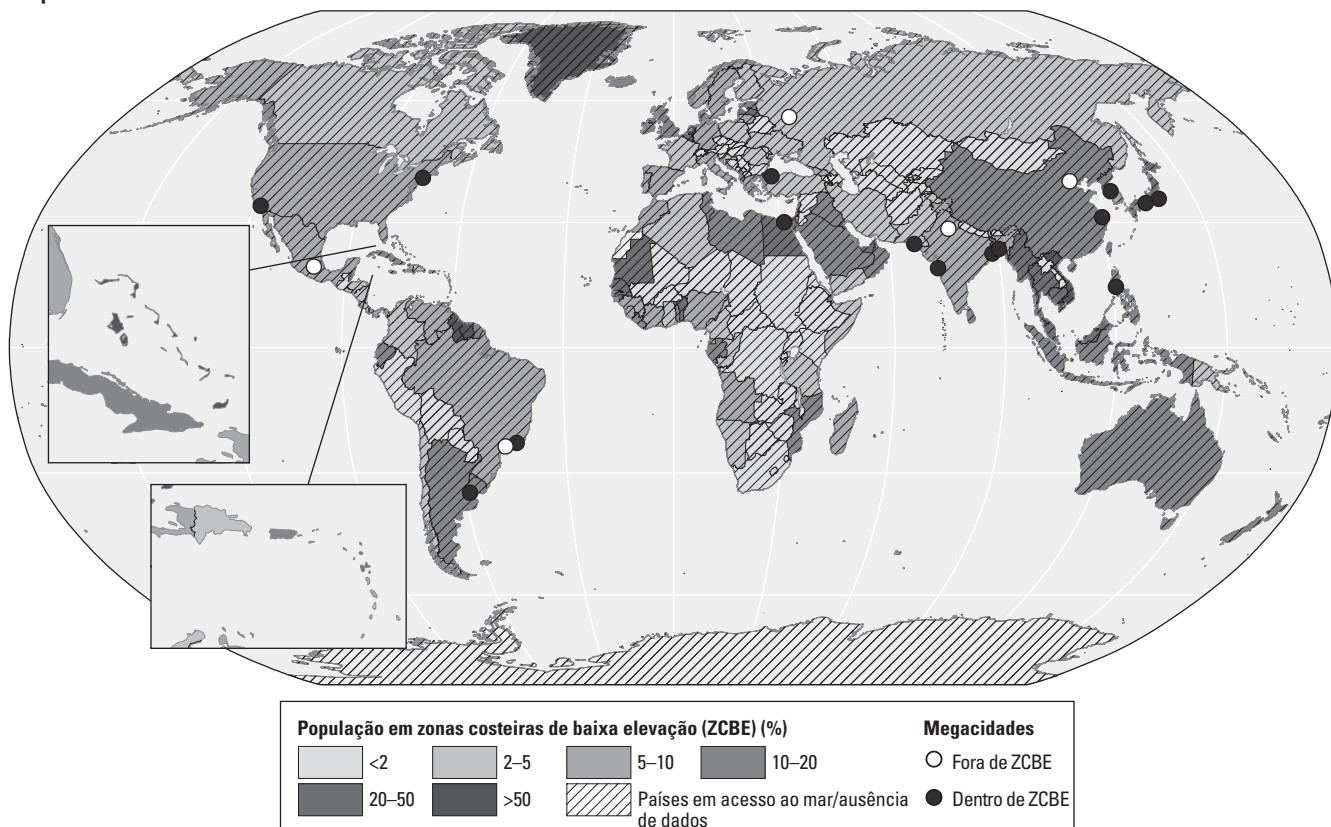 População em zonas costeiras de baixa elevação (ZCBE) (%)
<2
2–5
5–10
10–20
20–50
>50
Países em acesso ao mar/ausência
de dados
Megacidades
Fora de ZCBE
Dentro de ZCBE